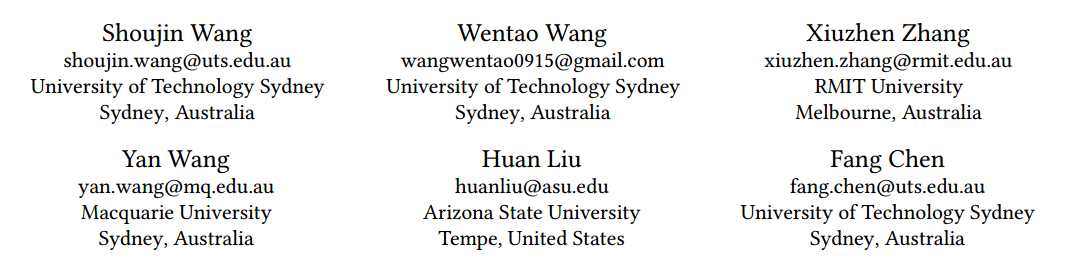 Shoujin Wang
shoujin.wang@uts.edu.au
University of Technology Sydney
Sydney, Australia
Wentao Wang
wangwentao0915@gmail.com
University of Technology Sydney
Sydney, Australia
Xiuzhen Zhang
xiuzhen.zhang@rmit.edu.au
RMIT University
Melbourne, Australia
Yan Wang
yan.wang@mq.edu.au
Macquarie University
Sydney, Australia
Huan Liu
huanliu@asu.edu
Arizona State University
Tempe, United States
Fang Chen
fang.chen@uts.edu.au
University of Technology Sydney
Sydney, Australia